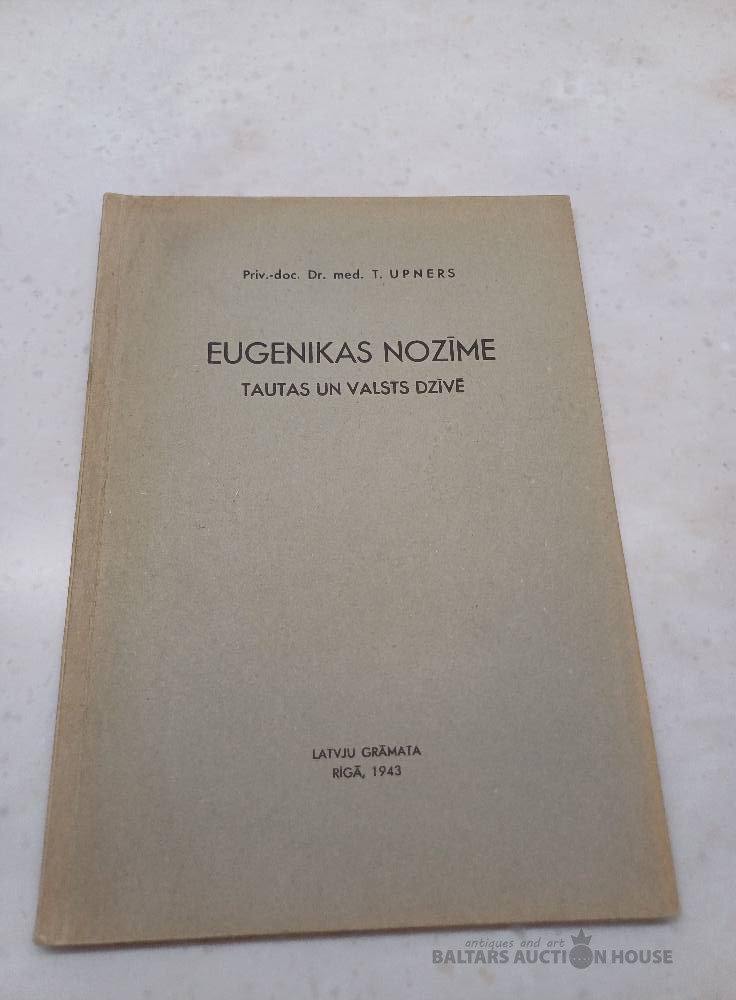 Priv.-doc. Dr. med. T. UPNERS
EUGENIKAS NOZĪME
TAUTAS UN VALSTS DZĪVĒ
LATVJU GRĀMATA
RĪGĀ, 1943
antiques and art
BALTARS AUCTION HOUSE